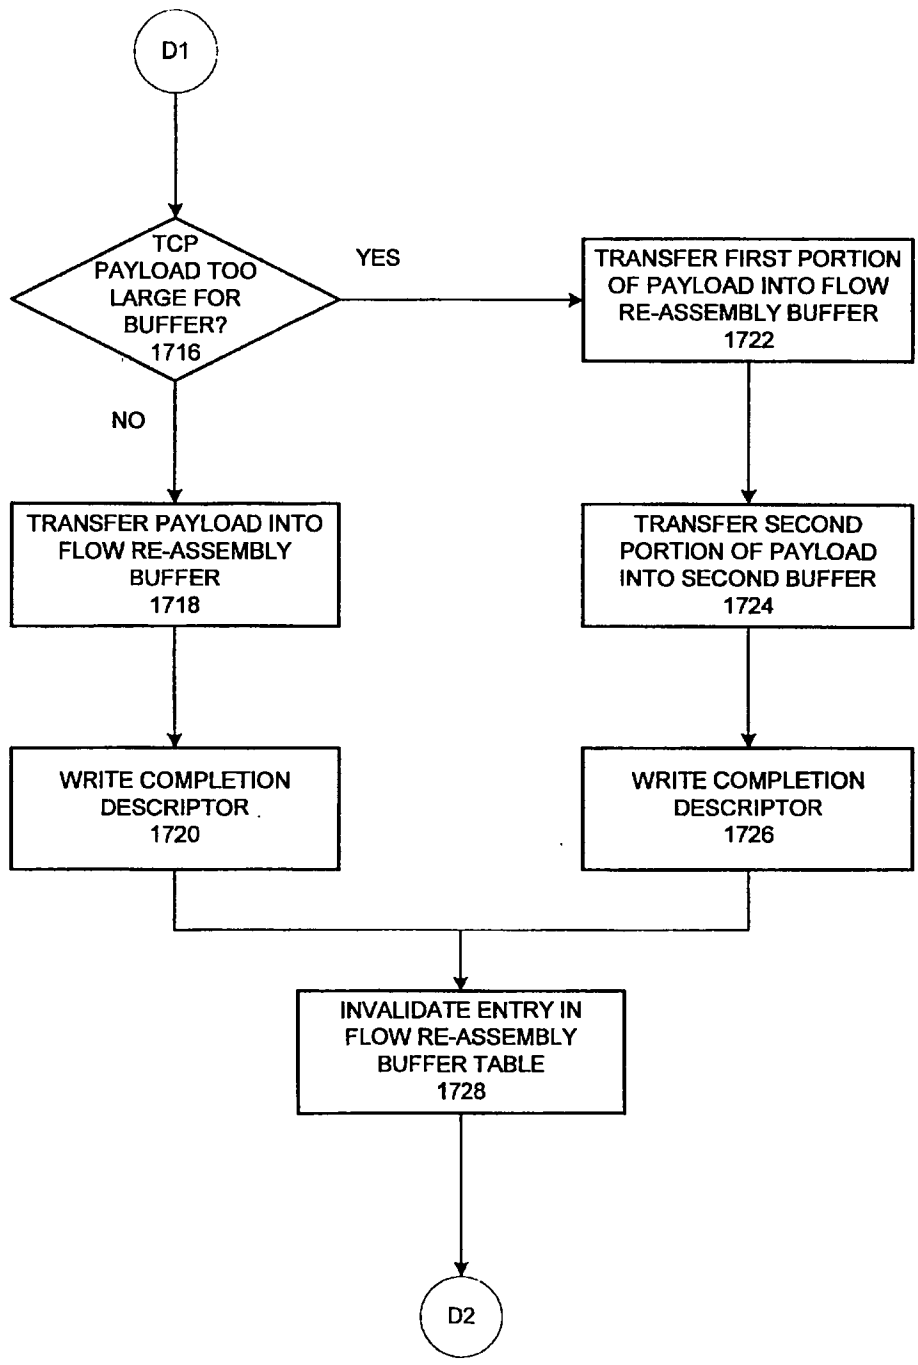 D1
TCP
PAYLOAD TOO
LARGE FOR
BUFFER?
1716
YES
NO
TRANSFER FIRST PORTION
OF PAYLOAD INTO FLOW
RE-ASSEMBLY BUFFER
1722
TRANSFER PAYLOAD INTO
FLOW RE-ASSEMBLY
BUFFER
1718
TRANSFER SECOND
PORTION OF PAYLOAD
INTO SECOND BUFFER
1724
WRITE COMPLETION
DESCRIPTOR
1720
WRITE COMPLETION
DESCRIPTOR
1726
INVALIDATE ENTRY IN
FLOW RE-ASSEMBLY
BUFFER TABLE
1728
D2